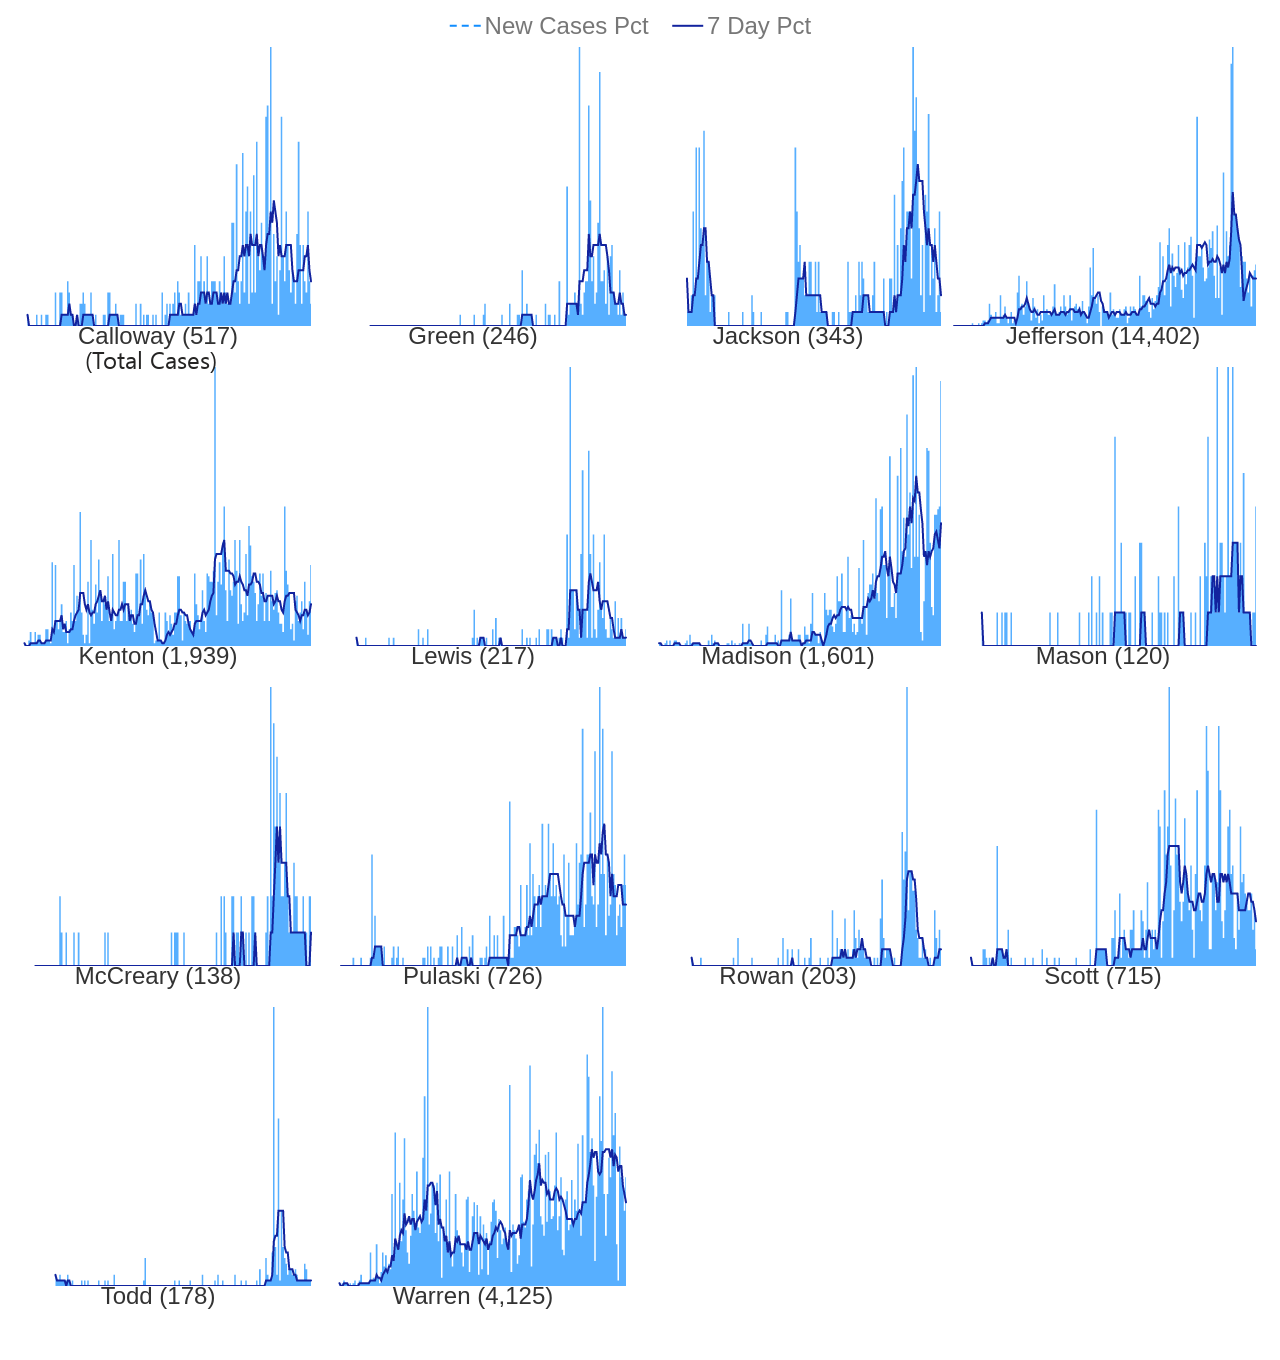 New Cases Pct 7 Day Pct
Calloway (517) Green (246) Jackson (343) Jefferson (14,402)
(Total Cases)
Kenton (1,939) Lewis (217) Madison (1,601) Mason (120)
McCreary (138) Pulaski (726) Rowan (203) Scott (715)
Todd (178) Warren (4,125)